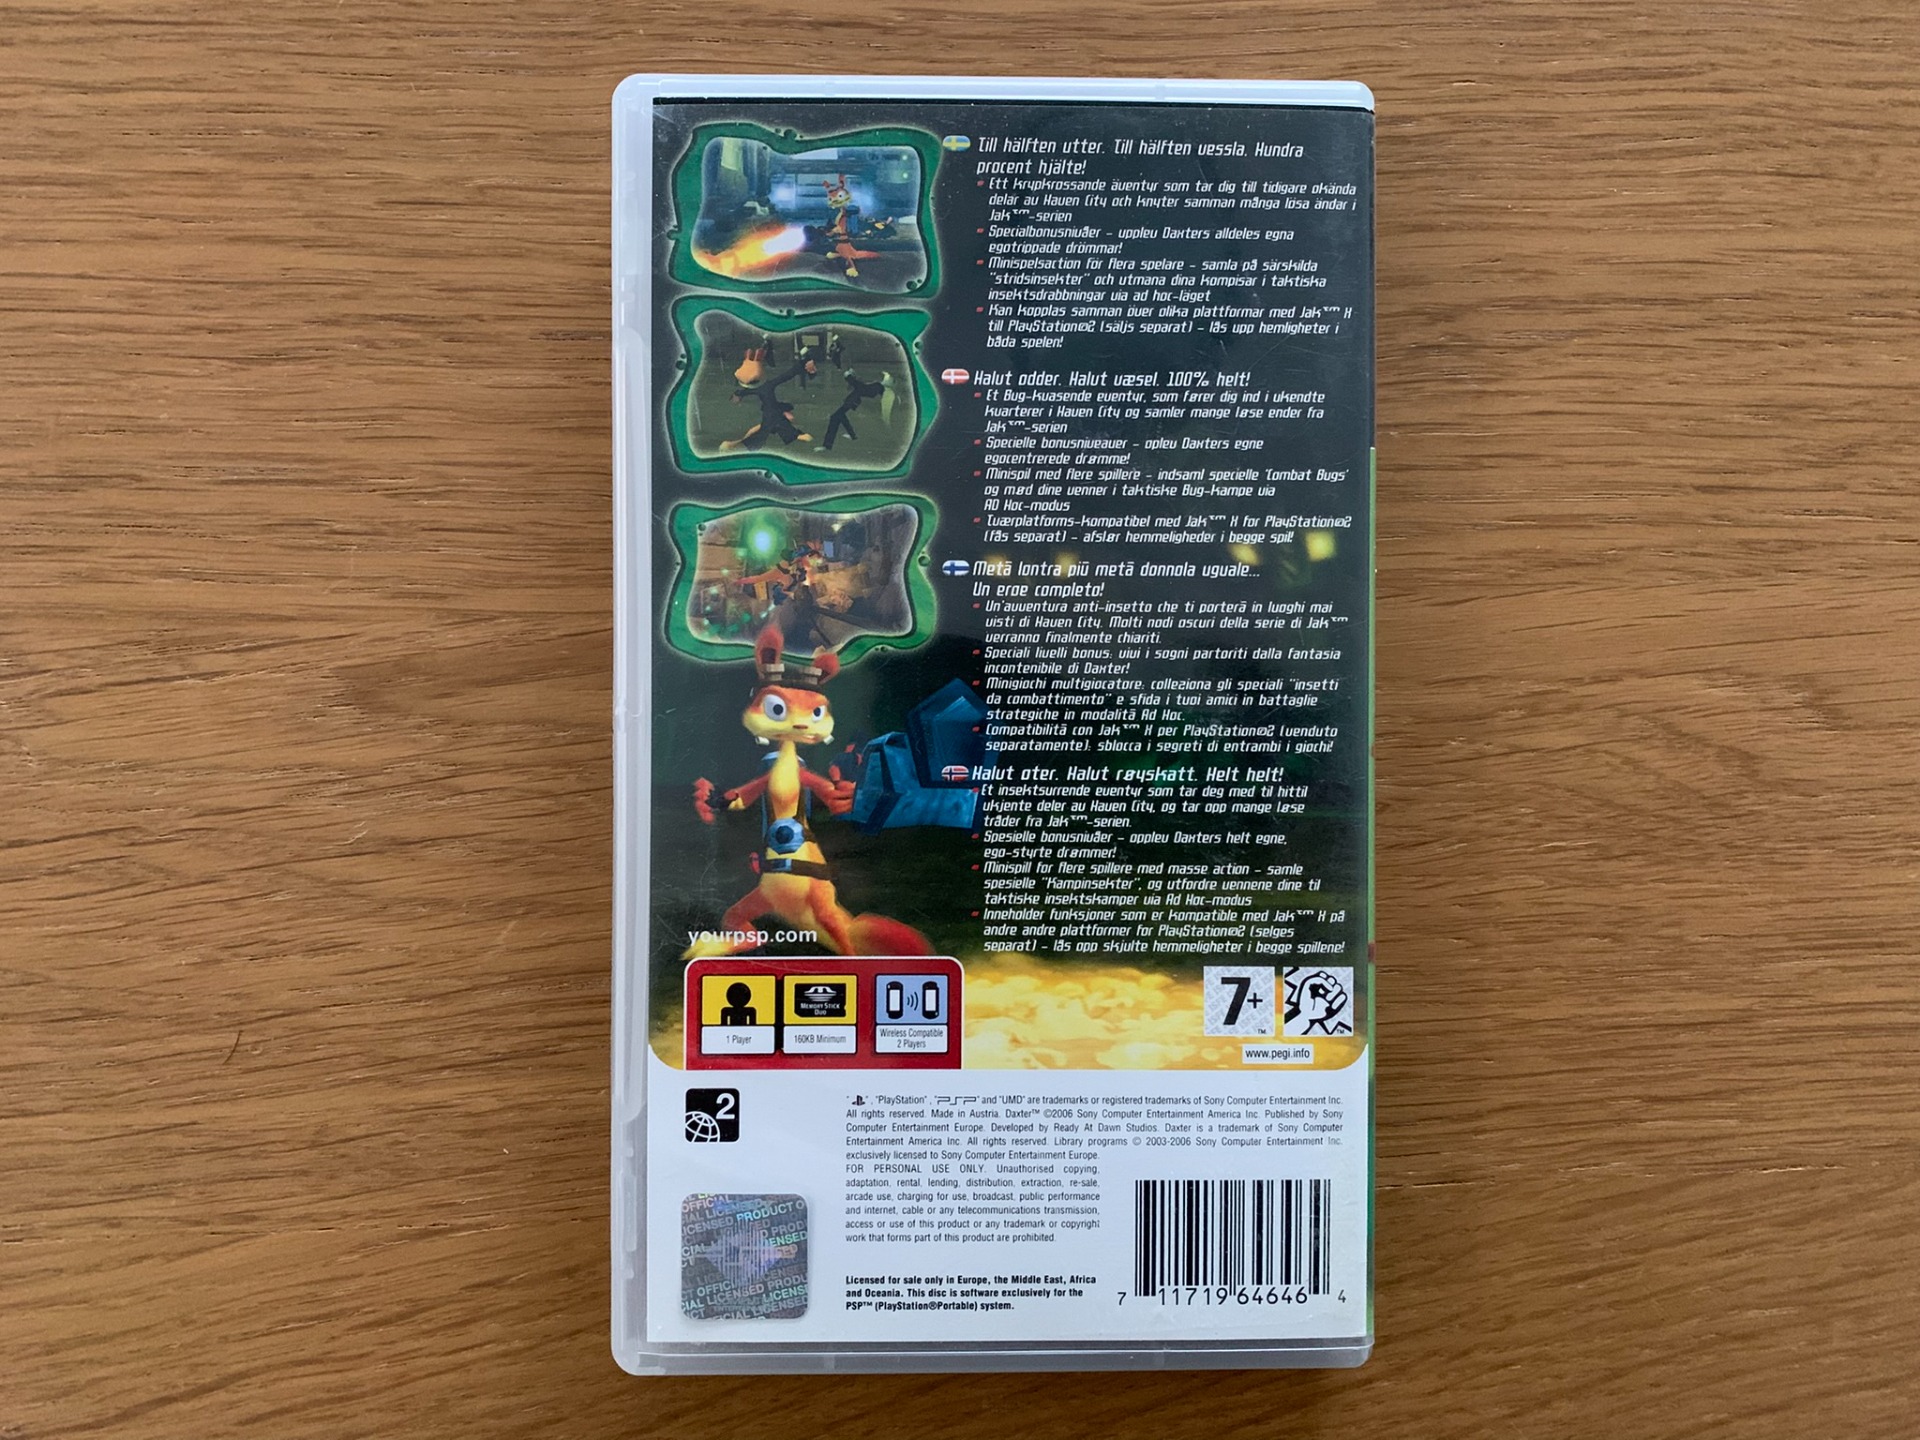 Till hälften utter. Till hälften vessla. Hundra
procent hjälte!
Ett krypkrossande äventyr som tar dig till tidigare okända
delar av Haven City och knyter samman många lösa ändar i
Jak™-serien
Specialbonusnivåer - upplev Daxters alldeles egna
egotrippade drömmar!
Minispelsaction för flera spelare - samla på särskilda
"stridsinsekter" och utmana dina kompisar i taktiska
insektsdrabbningar via ad hoc-läget
Kan kopplas samman över olika plattformar med Jak™ X
till PlayStation®2 (säljs separat) - lås upp hemligheter i
båda spelen!
Halvt odder. Halvt væsel. 100% helt!
Et Bug-kvasende eventyr, som fører dig ind i ukendte
kvarterer i Haven City og samler mange løse ender fra
Jak™-serien
Specielle bonusniveauer - oplev Daxters egne
egocentrerede drømme!
Minispil med flere spillere - indsaml specielle 'Combat Bugs'
og mød dine venner i taktiske Bug-kampe via
AD Hoc-modus
Tværplatforms-kompatibel med Jak™ X for PlayStation®2
(fås separat) - afslør hemmeligheder i begge spil!
Metà lontra più metà donnola uguale...
Un eroe completo!
Un'avventura anti-insetto che ti porterà in luoghi mai
visti di Haven City. Molti nodi oscuri della serie di Jak™
verranno finalmente chiariti.
Speciali livelli bonus: vivi i sogni partoriti dalla fantasia
incontenibile di Daxter!
Minigiochi multigiocatore: colleziona gli speciali "insetti
da combattimento" e sfida i tuoi amici in battaglie
strategiche in modalità Ad Hoc.
Compatibilità con Jak™ X per PlayStation®2 (venduto
separatamente): sblocca i segreti di entrambi i giochi!
Halvt oter. Halvt røyskatt. Helt helt!
Et insektsurrende eventyr som tar deg med til hittil
ukjente deler av Haven City, og tar opp mange løse
tråder fra Jak™-serien.
Spesielle bonusnivåer - opplev Daxters helt egne,
ego-styrte drømmer!
Minispill for flere spillere med masse action - samle
spesielle "Kampinsekter", og utfordre vennene dine til
taktiske insektskamper via Ad Hoc-modus
Inneholder funksjoner som er kompatible med Jak™ X på
andre andre plattformer for PlayStation®2 (selges
separat) - lås opp skjulte hemmeligheter i begge spillene!
yourpsp.com
MEMORY STICK
DUO
1 Player
160KB Minimum
Wireless Compatible
2 Players
7+
™
™
www.pegi.info
2
" ", "PlayStation", "PSP" and "UMD" are trademarks or registered trademarks of Sony Computer Entertainment Inc.
All rights reserved. Made in Austria. Daxter™ ©2006 Sony Computer Entertainment America Inc. Published by Sony
Computer Entertainment Europe. Developed by Ready At Dawn Studios. Daxter is a trademark of Sony Computer
Entertainment America Inc. All rights reserved. Library programs © 2003-2006 Sony Computer Entertainment Inc.
exclusively licensed to Sony Computer Entertainment Europe.
FOR PERSONAL USE ONLY. Unauthorised copying,
adaptation, rental, lending, distribution, extraction, re-sale,
arcade use, charging for use, broadcast, public performance
and internet, cable or any telecommunications transmission,
access or use of this product or any trademark or copyright
work that forms part of this product are prohibited.
Licensed for sale only in Europe, the Middle East, Africa
and Oceania. This disc is software exclusively for the
PSP™ (PlayStation®Portable) system.
7 11719 64646 4